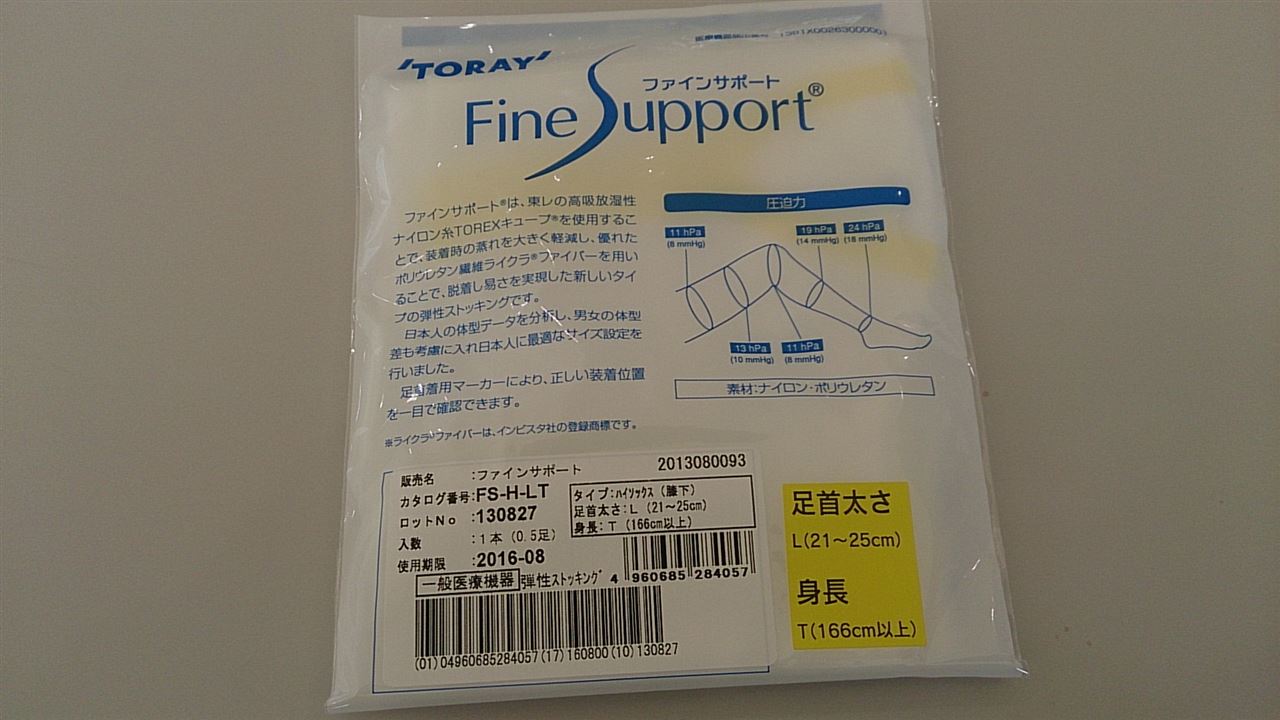 'TORAY'
ファインサポート
Fine Support®
ファインサポート®は、東レの高吸放湿性
ナイロン糸TOREXキューブ®を使用するこ
とで、装着時の蒸れを大きく軽減し、優れた
ポリウレタン繊維ライクラ®ファイバーを用い
ることで、脱着し易さを実現した新しいタイ
プの弾性ストッキングです。
日本人の体型データを分析し、男女の体型
差も考慮に入れ日本人に最適なサイズ設定を
行いました。
足首着用マーカーにより、正しい装着位置
を一目で確認できます。
※ライクラ®ファイバーは、インビスタ社の登録商標です。
圧迫力
11 hPa
(8 mmHg)
19 hPa
(14 mmHg)
24 hPa
(18 mmHg)
13 hPa
(10 mmHg)
11 hPa
(8 mmHg)
素材:ナイロン・ポリウレタン
販売名 :ファインサポート 2013080093
カタログ番号:FS-H-LT
ロットNo :130827
入数 :1本(0.5足)
使用期限 :2016-08
タイプ:ハイソックス(膝下)
足首太さ:L(21~25cm)
身長:T(166cm以上)
一般医療機器 弾性ストッキング
4 960685 284057
(01)04960685284057(17)160800(10)130827
足首太さ
L(21~25cm)
身長
T(166cm以上)